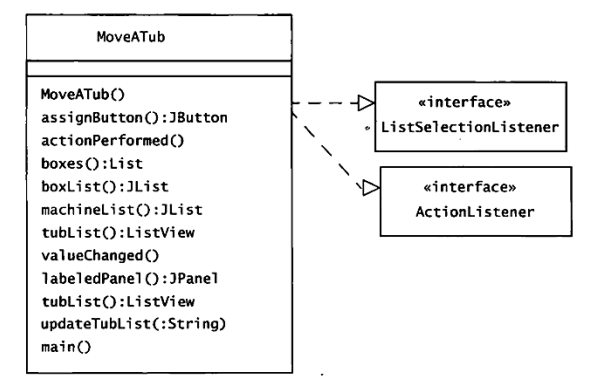 MoveATub
MoveATub()
assignButton():JButton
actionPerformed()
boxes():List
boxList():JList
machineList():JList
tubList():ListView
valueChanged()
labeledPanel():JPanel
tubList():ListView
updateTubList(:String)
main()
«interface»
ListSelectionListener
«interface»
ActionListener